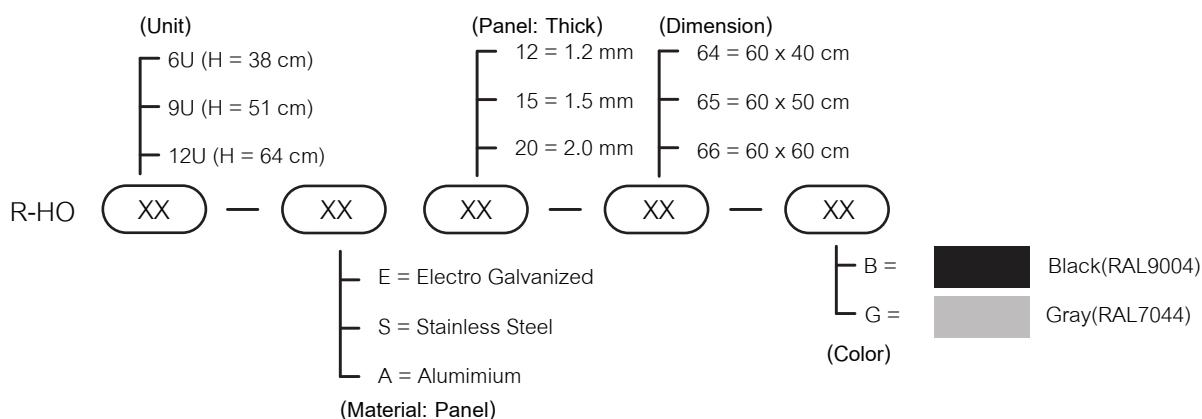 (Unit) (Panel: Thick) (Dimension)
6U (H = 38 cm) 12 = 1.2 mm 64 = 60 x 40 cm
9U (H = 51 cm) 15 = 1.5 mm 65 = 60 x 50 cm
12U (H = 64 cm) 20 = 2.0 mm 66 = 60 x 60 cm
R-HO XX — XX XX — XX — XX
E = Electro Galvanized B = Black(RAL9004)
S = Stainless Steel G = Gray(RAL7044)
A = Alumimium (Color)
(Material: Panel)